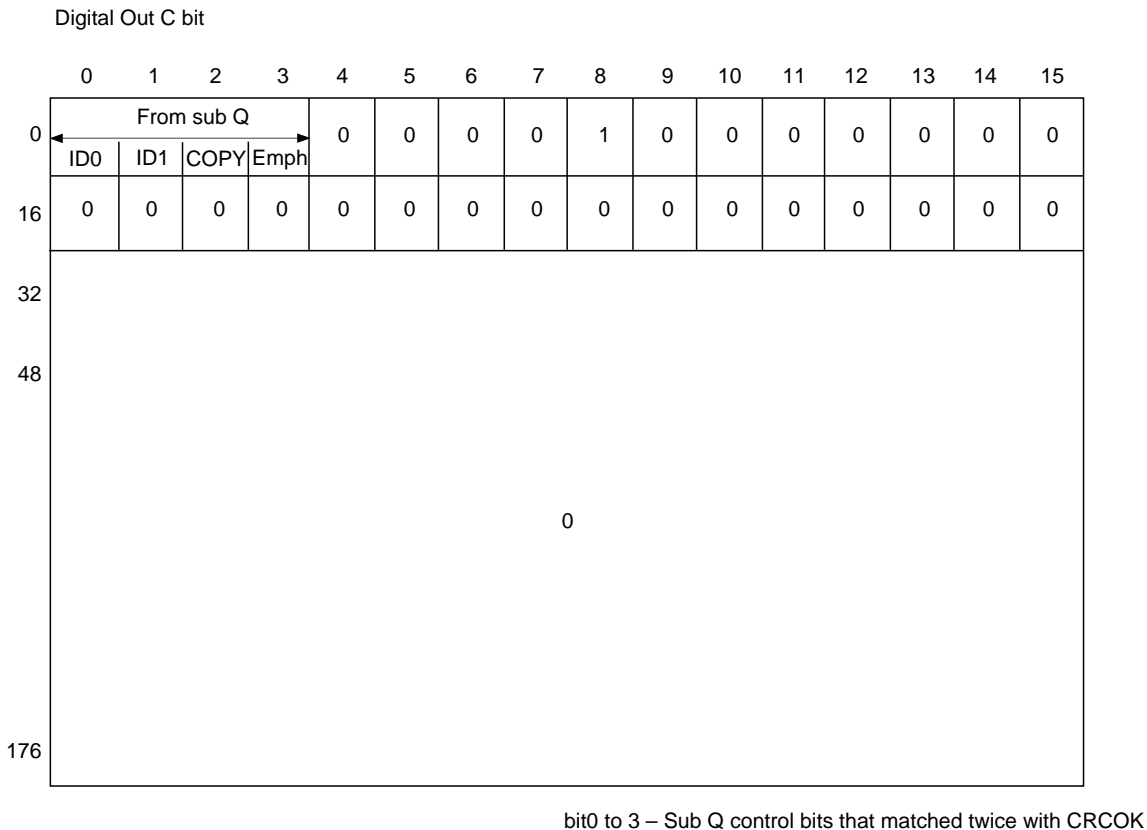 Digital Out C bit
0 1 2 3 4 5 6 7 8 9 10 11 12 13 14 15
From sub Q
0 0 0 0 0 1 0 0 0 0 0 0 0
ID0 ID1 COPY Emph
16 0 0 0 0 0 0 0 0 0 0 0 0 0 0 0 0
32
48
0
176
bit0 to 3 – Sub Q control bits that matched twice with CRCOK